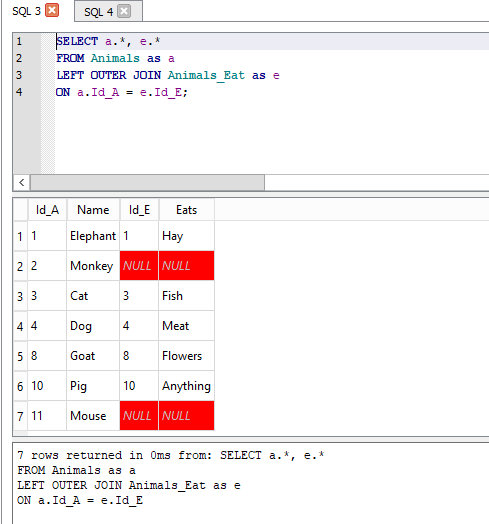 SQL 3 SQL 4
1 SELECT a.*, e.*
2 FROM Animals as a
3 LEFT OUTER JOIN Animals_Eat as e
4 ON a.Id_A = e.Id_E;
Id_A Name Id_E Eats
1 1 Elephant 1 Hay
2 2 Monkey NULL NULL
3 3 Cat 3 Fish
4 4 Dog 4 Meat
5 8 Goat 8 Flowers
6 10 Pig 10 Anything
7 11 Mouse NULL NULL
7 rows returned in 0ms from: SELECT a.*, e.*
FROM Animals as a
LEFT OUTER JOIN Animals_Eat as e
ON a.Id_A = e.Id_E